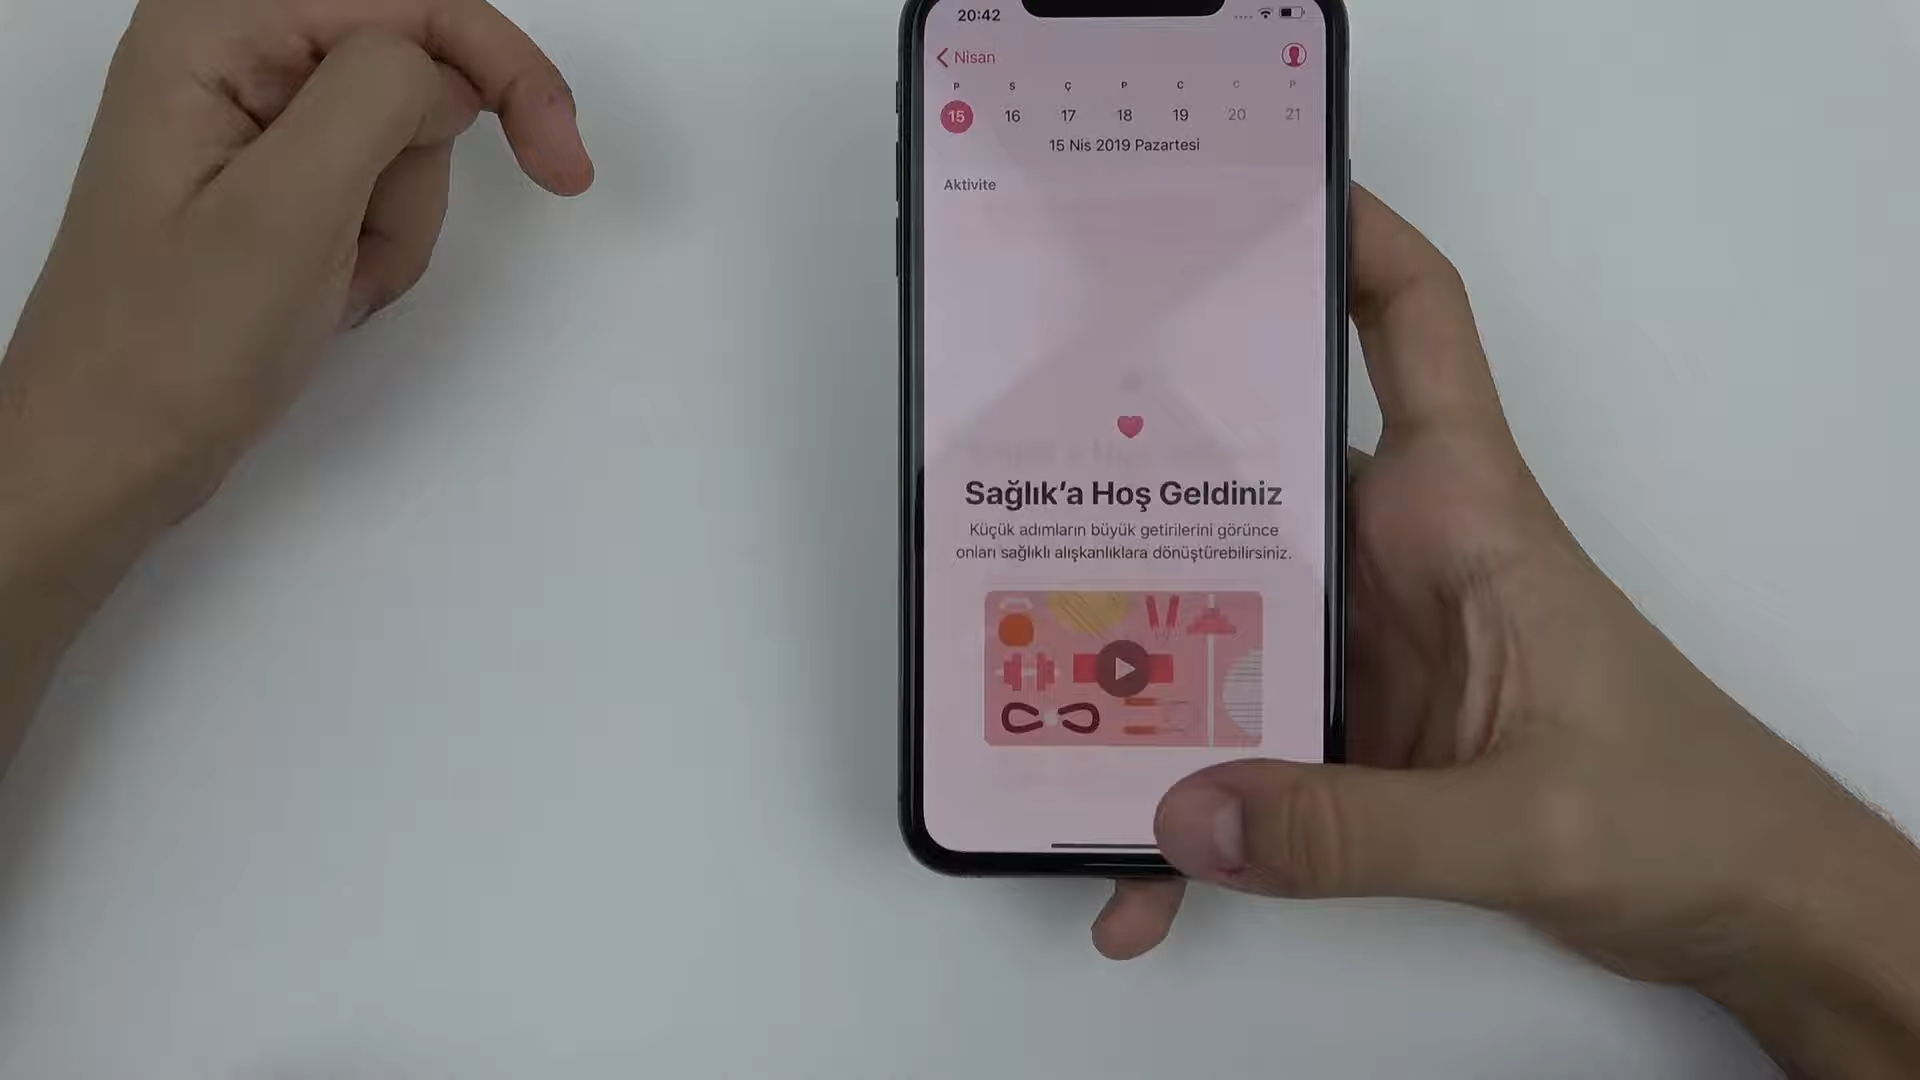 20:42
Nisan
P S Ç P C C P
15 16 17 18 19 20 21
15 Nis 2019 Pazartesi
Aktivite
Sağlık‘a Hoş Geldiniz
Küçük adımların büyük getirilerini görünce
onları sağlıklı alışkanlıklara dönüştürebilirsiniz.